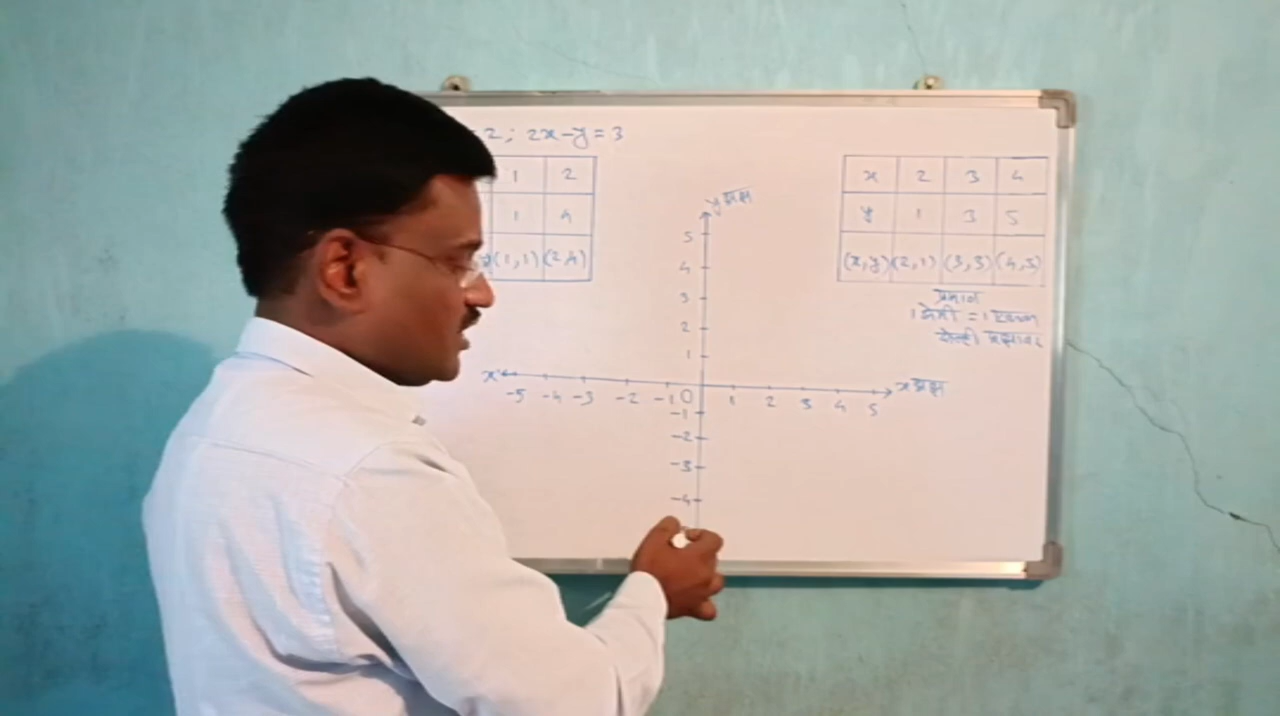 2; 2x-y=3
1 2
1 4
(1,1) (2,4)
x 2 3 4
y 1 3 5
(x,y) (2,1) (3,3) (4,5)
प्रमाण
1 सेमी = 1 एकक
दोन्ही अक्षांवर
y अक्ष
5
4
3
2
1
x' -5 -4 -3 -2 -1 0 1 2 3 4 5 x अक्ष
-1
-2
-3
-4